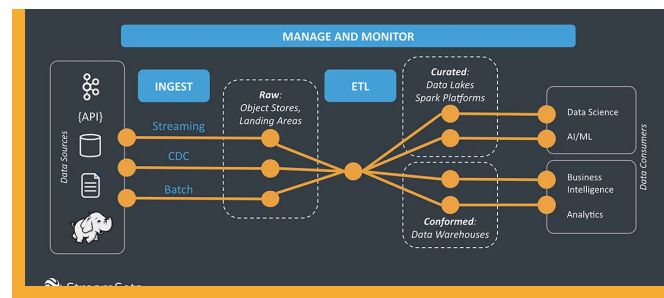 MANAGE AND MONITOR
INGEST
Raw:
Object Stores,
Landing Areas
ETL
Curated:
Data Lakes
Spark Platforms
{API}
Data Sources
Streaming
CDC
Batch
Data Science
AI/ML
Business
Intelligence
Analytics
Data Consumers
Conformed:
Data Warehouses
StreamSets